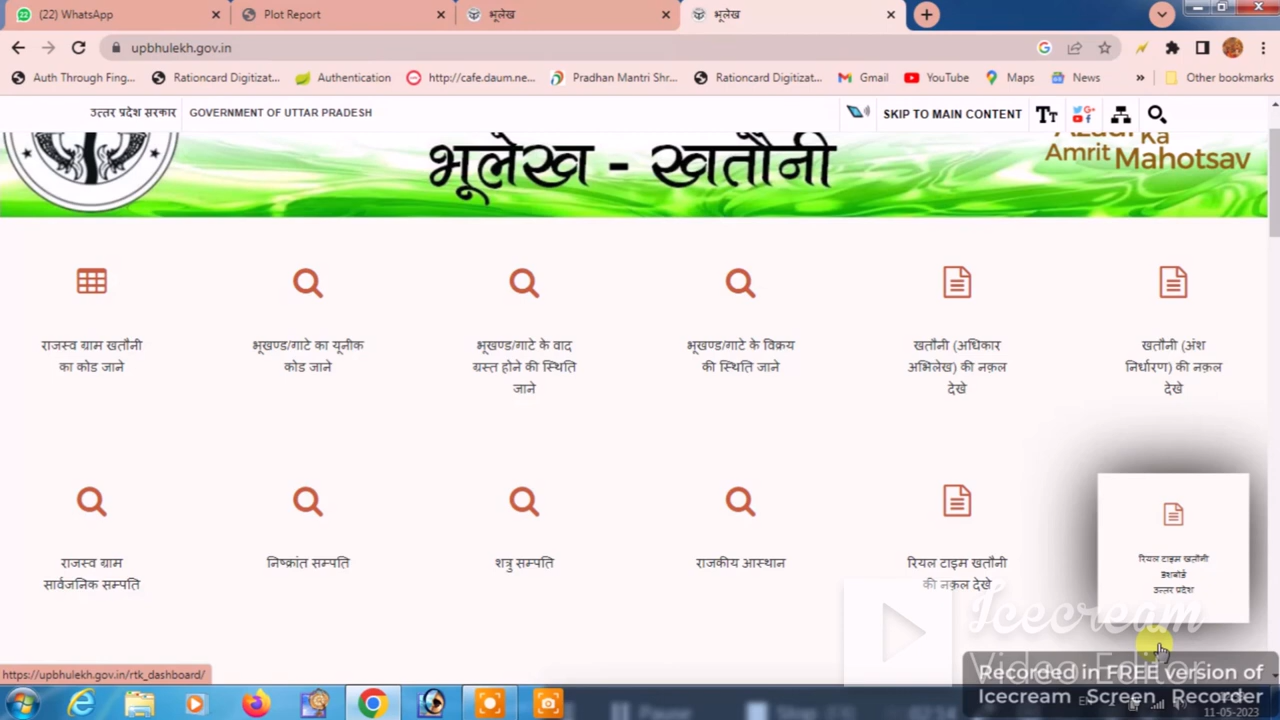 (22) WhatsApp
Plot Report
भूलेख
भूलेख
upbhulekh.gov.in
Auth Through Fing...
Rationcard Digitizat...
Authentication
http://cafe.daum.ne...
Pradhan Mantri Shr...
Rationcard Digitizat...
Gmail
YouTube
Maps
News
Other bookmarks
उत्तर प्रदेश सरकार
GOVERNMENT OF UTTAR PRADESH
SKIP TO MAIN CONTENT
भूलेख - खतौनी
Azadi Ka
Amrit Mahotsav
राजस्व ग्राम खतौनी
का कोड जाने
भूखण्ड/गाटे का यूनीक
कोड जाने
भूखण्ड/गाटे के वाद
ग्रस्त होने की स्थिति
जाने
भूखण्ड/गाटे के विक्रय
की स्थिति जाने
खतौनी (अधिकार
अभिलेख) की नक़ल
देखे
खतौनी (अंश
निर्धारण) की नक़ल
देखे
राजस्व ग्राम
सार्वजनिक सम्पति
निष्क्रांत सम्पति
शत्रु सम्पति
राजकीय आस्थान
रियल टाइम खतौनी
की नक़ल देखे
रियल टाइम खतौनी
डैशबोर्ड
उत्तर प्रदेश
Icecream
Video Editor
https://upbhulekh.gov.in/rtk_dashboard/
Recorded in FREE version of
Icecream Screen Recorder
Pause
11-05-2023